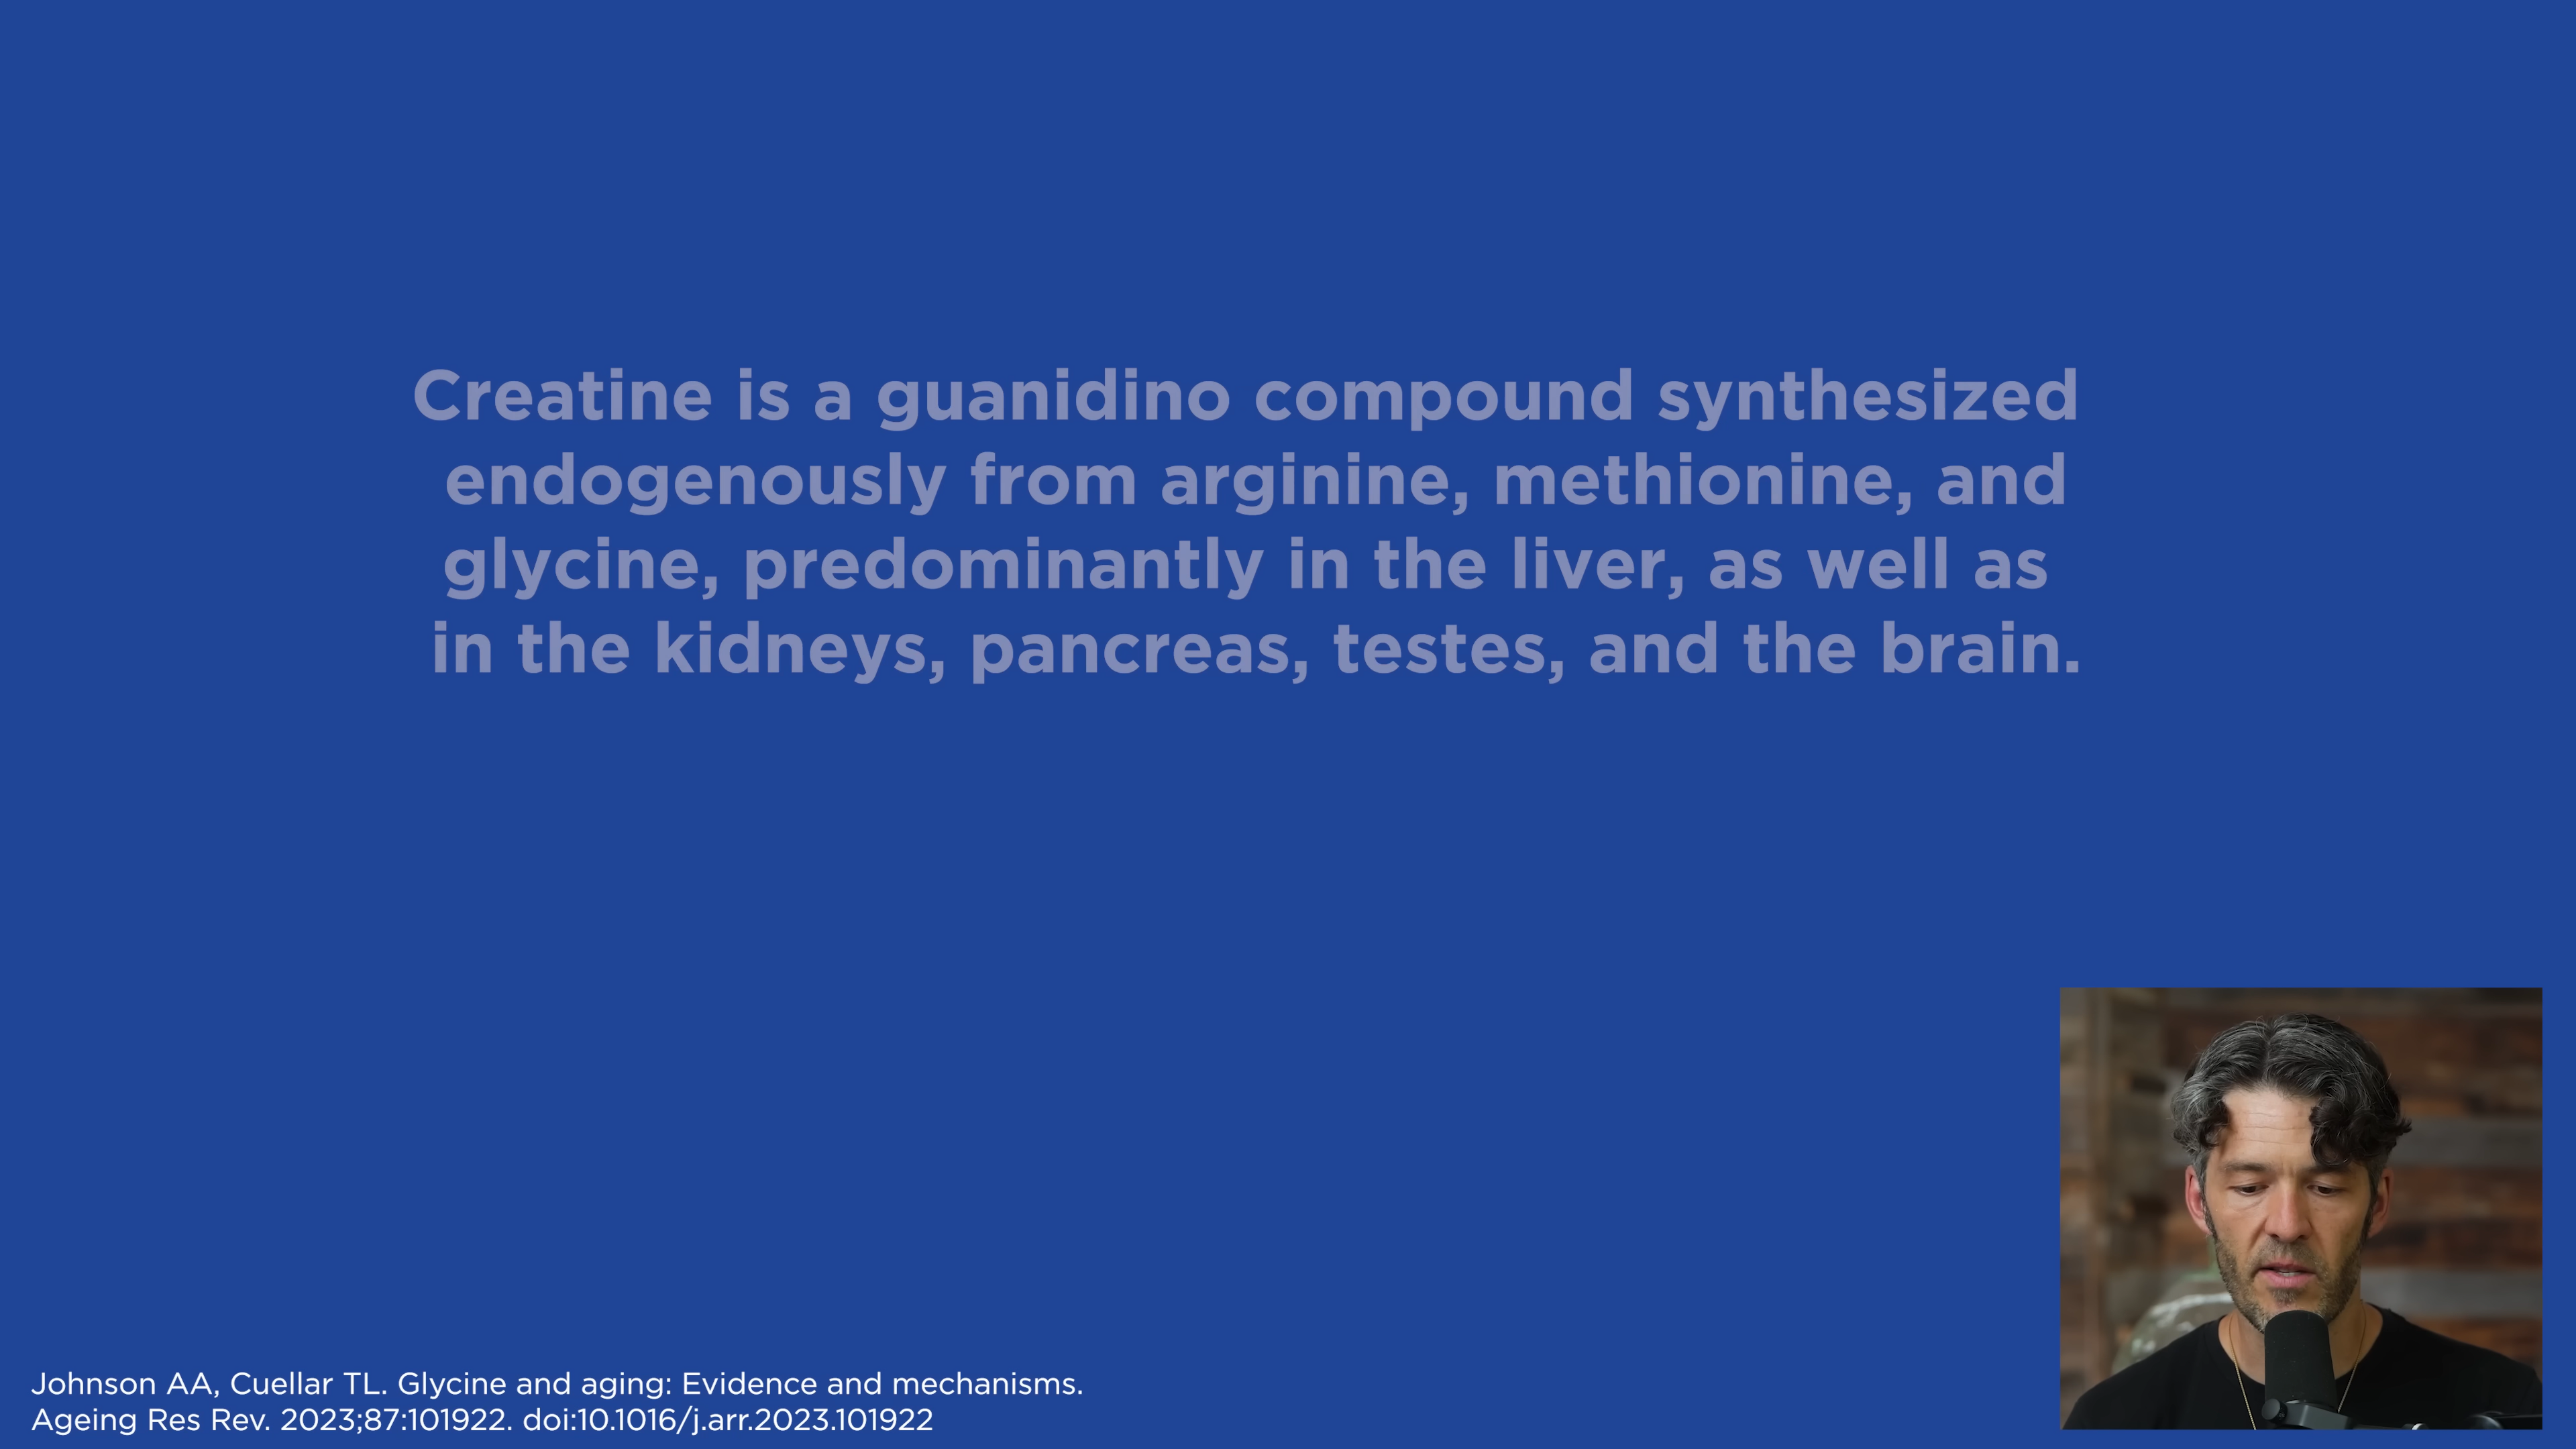 Creatine is a guanidino compound synthesized
endogenously from arginine, methionine, and
glycine, predominantly in the liver, as well as
in the kidneys, pancreas, testes, and the brain.
Johnson AA, Cuellar TL. Glycine and aging: Evidence and mechanisms.
Ageing Res Rev. 2023;87:101922. doi:10.1016/j.arr.2023.101922